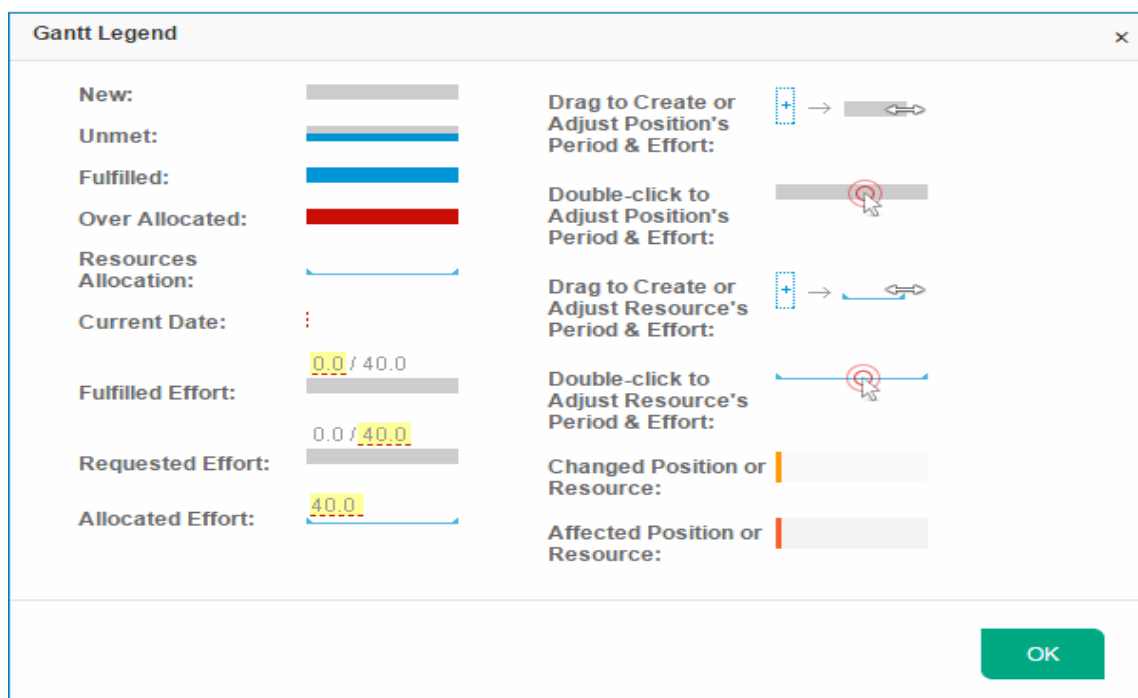 Gantt Legend
×
New:
Unmet:
Fulfilled:
Over Allocated:
Resources
Allocation:
Current Date:
0.0 / 40.0
Fulfilled Effort:
0.0 / 40.0
Requested Effort:
40.0
Allocated Effort:
Drag to Create or
Adjust Position's
Period & Effort:
Double-click to
Adjust Position's
Period & Effort:
Drag to Create or
Adjust Resource's
Period & Effort:
Double-click to
Adjust Resource's
Period & Effort:
Changed Position or
Resource:
Affected Position or
Resource:
OK